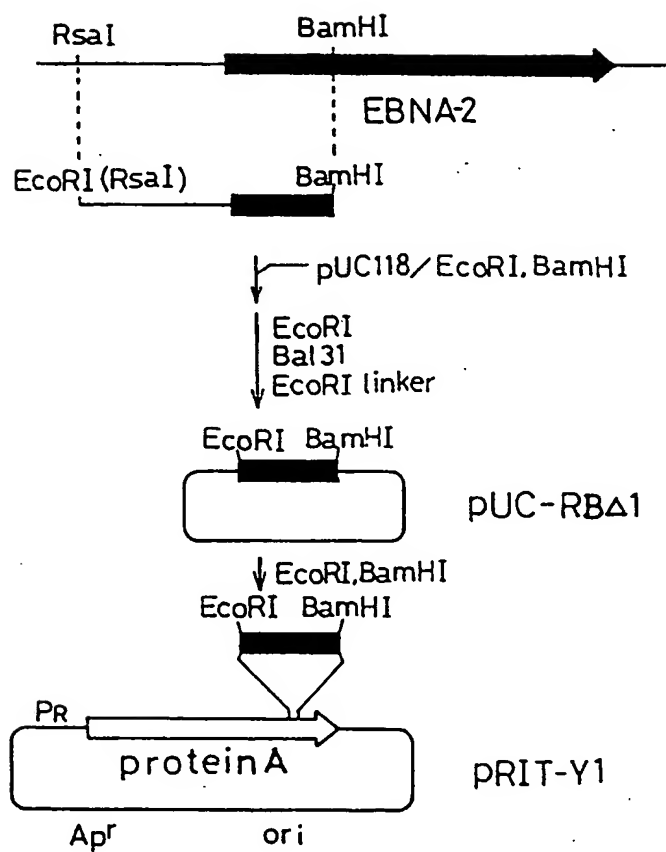 RsaI BamHI
EBNA-2
EcoRI (RsaI) BamHI
pUC118/EcoRI, BamHI
EcoRI
Bal31
EcoRI linker
EcoRI BamHI
pUC-RBΔ1
EcoRI, BamHI
EcoRI BamHI
PR
protein A
pRIT-Y1
Apr ori